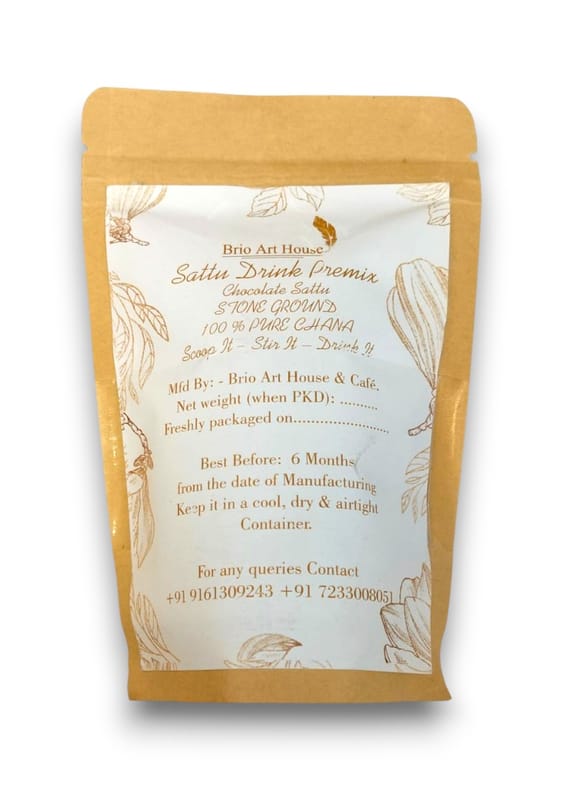 Brio Art House
Sattu Drink Premix
Chocolate Sattu
STONE GROUND
100 % PURE CHANA
Scoop It – Stir It – Drink It
Mfd By: - Brio Art House & Café.
Net weight (when PKD): ..........
Freshly packaged on.......................
Best Before: 6 Months
from the date of Manufacturing
Keep it in a cool, dry & airtight
Container.
For any queries Contact
+91 9161309243 +91 7233008051